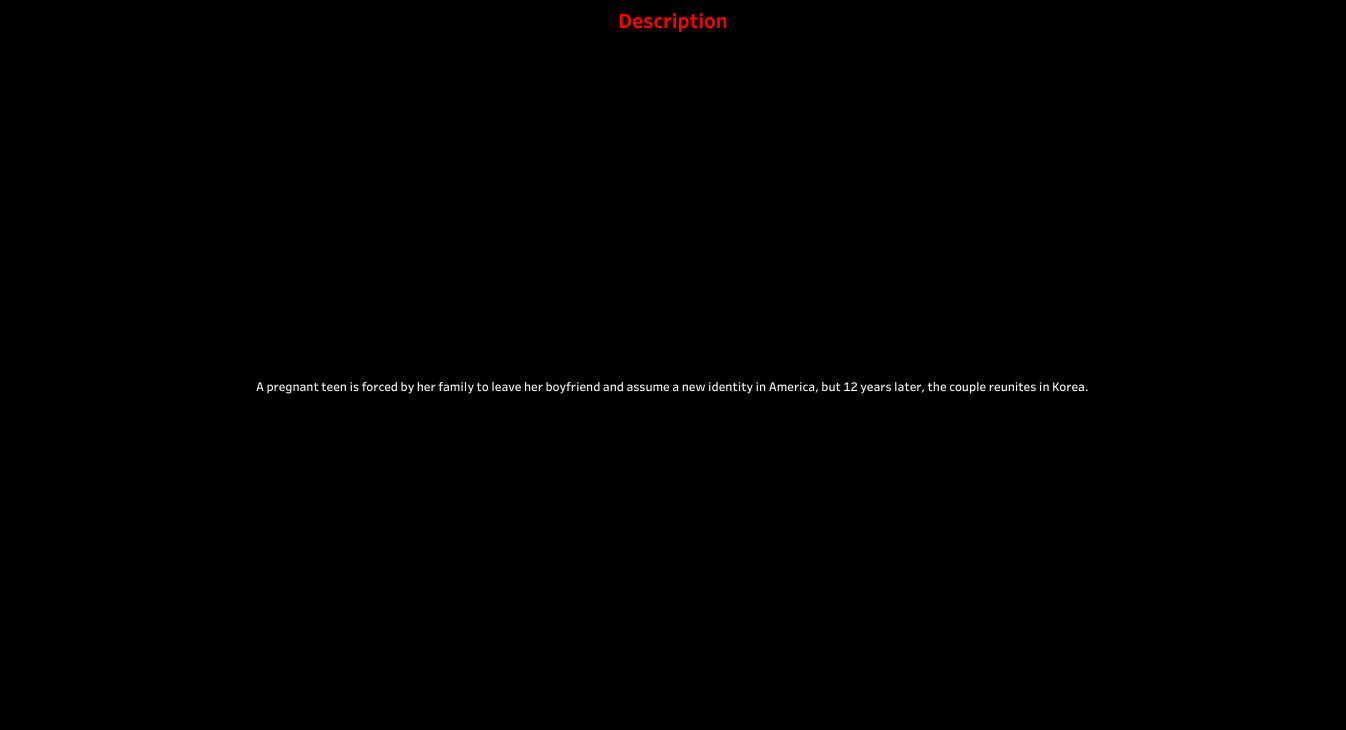 Description
A pregnant teen is forced by her family to leave her boyfriend and assume a new identity in America, but 12 years later, the couple reunites in Korea.